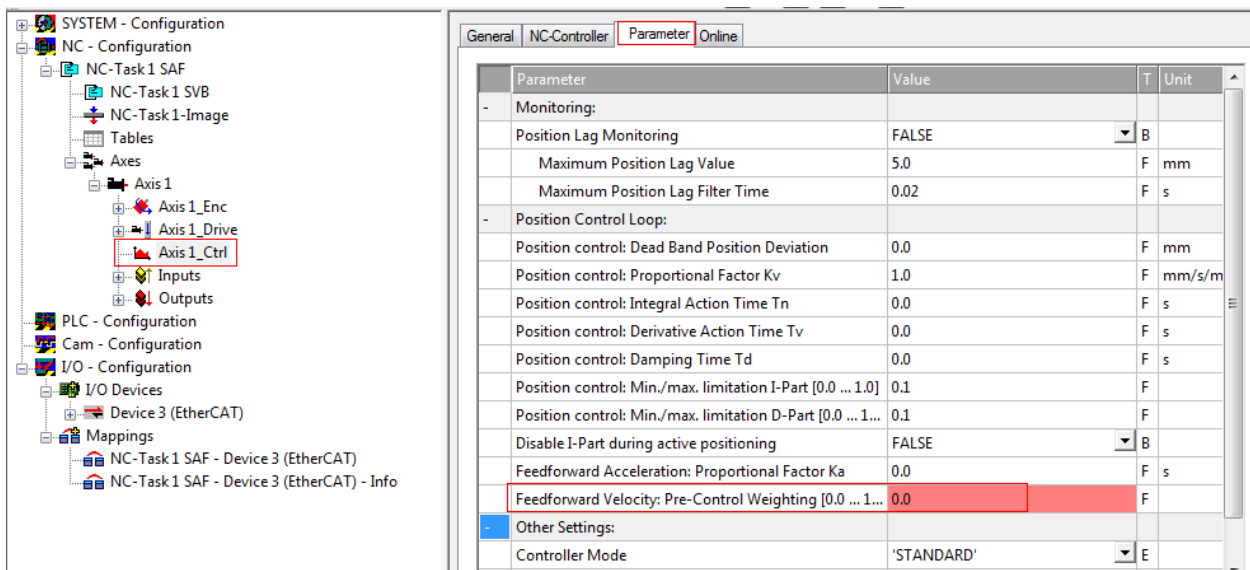 SYSTEM - Configuration
NC - Configuration
NC-Task 1 SAF
NC-Task 1 SVB
NC-Task 1-Image
Tables
Axes
Axis 1
Axis 1_Enc
Axis 1_Drive
Axis 1_Ctrl
Inputs
Outputs
PLC - Configuration
Cam - Configuration
I/O - Configuration
I/O Devices
Device 3 (EtherCAT)
Mappings
NC-Task 1 SAF - Device 3 (EtherCAT)
NC-Task 1 SAF - Device 3 (EtherCAT) - Info
General NC-Controller Parameter Online
Parameter Value T Unit
- Monitoring:
Position Lag Monitoring FALSE B
Maximum Position Lag Value 5.0 F mm
Maximum Position Lag Filter Time 0.02 F s
- Position Control Loop:
Position control: Dead Band Position Deviation 0.0 F mm
Position control: Proportional Factor Kv 1.0 F mm/s/m
Position control: Integral Action Time Tn 0.0 F s
Position control: Derivative Action Time Tv 0.0 F s
Position control: Damping Time Td 0.0 F s
Position control: Min./max. limitation I-Part [0.0 ... 1.0] 0.1 F
Position control: Min./max. limitation D-Part [0.0 ... 1... 0.1 F
Disable I-Part during active positioning FALSE B
Feedforward Acceleration: Proportional Factor Ka 0.0 F s
Feedforward Velocity: Pre-Control Weighting [0.0 ... 1... 0.0 F
- Other Settings:
Controller Mode 'STANDARD' E